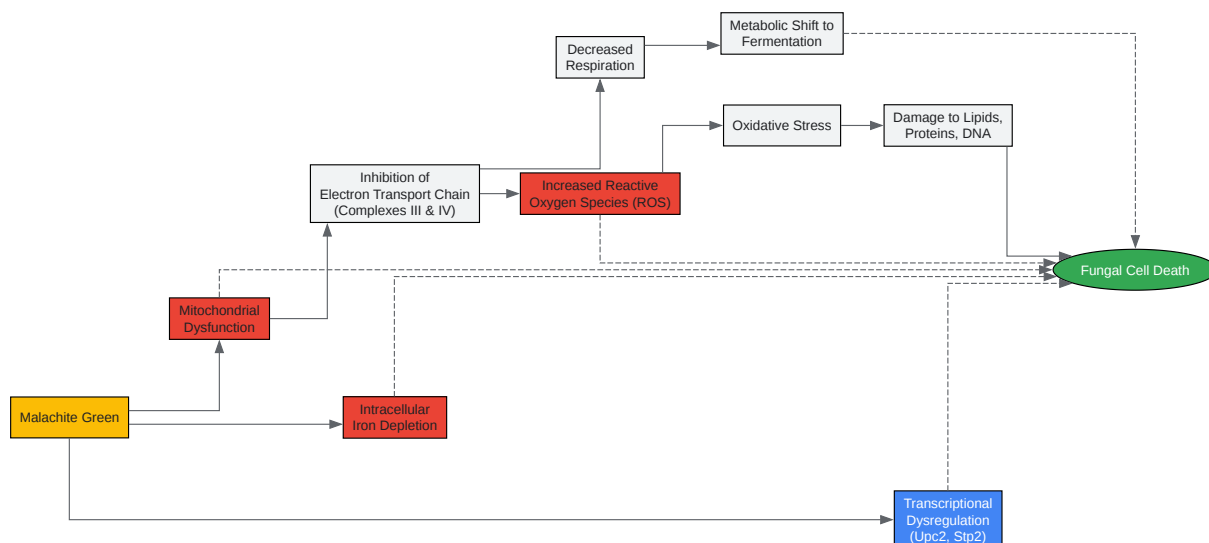 Metabolic Shift to
Fermentation
Decreased
Respiration
Oxidative Stress
Damage to Lipids,
Proteins, DNA
Inhibition of
Electron Transport Chain
(Complexes III & IV)
Increased Reactive
Oxygen Species (ROS)
Fungal Cell Death
Mitochondrial
Dysfunction
Malachite Green
Intracellular
Iron Depletion
Transcriptional
Dysregulation
(Upc2, Stp2)